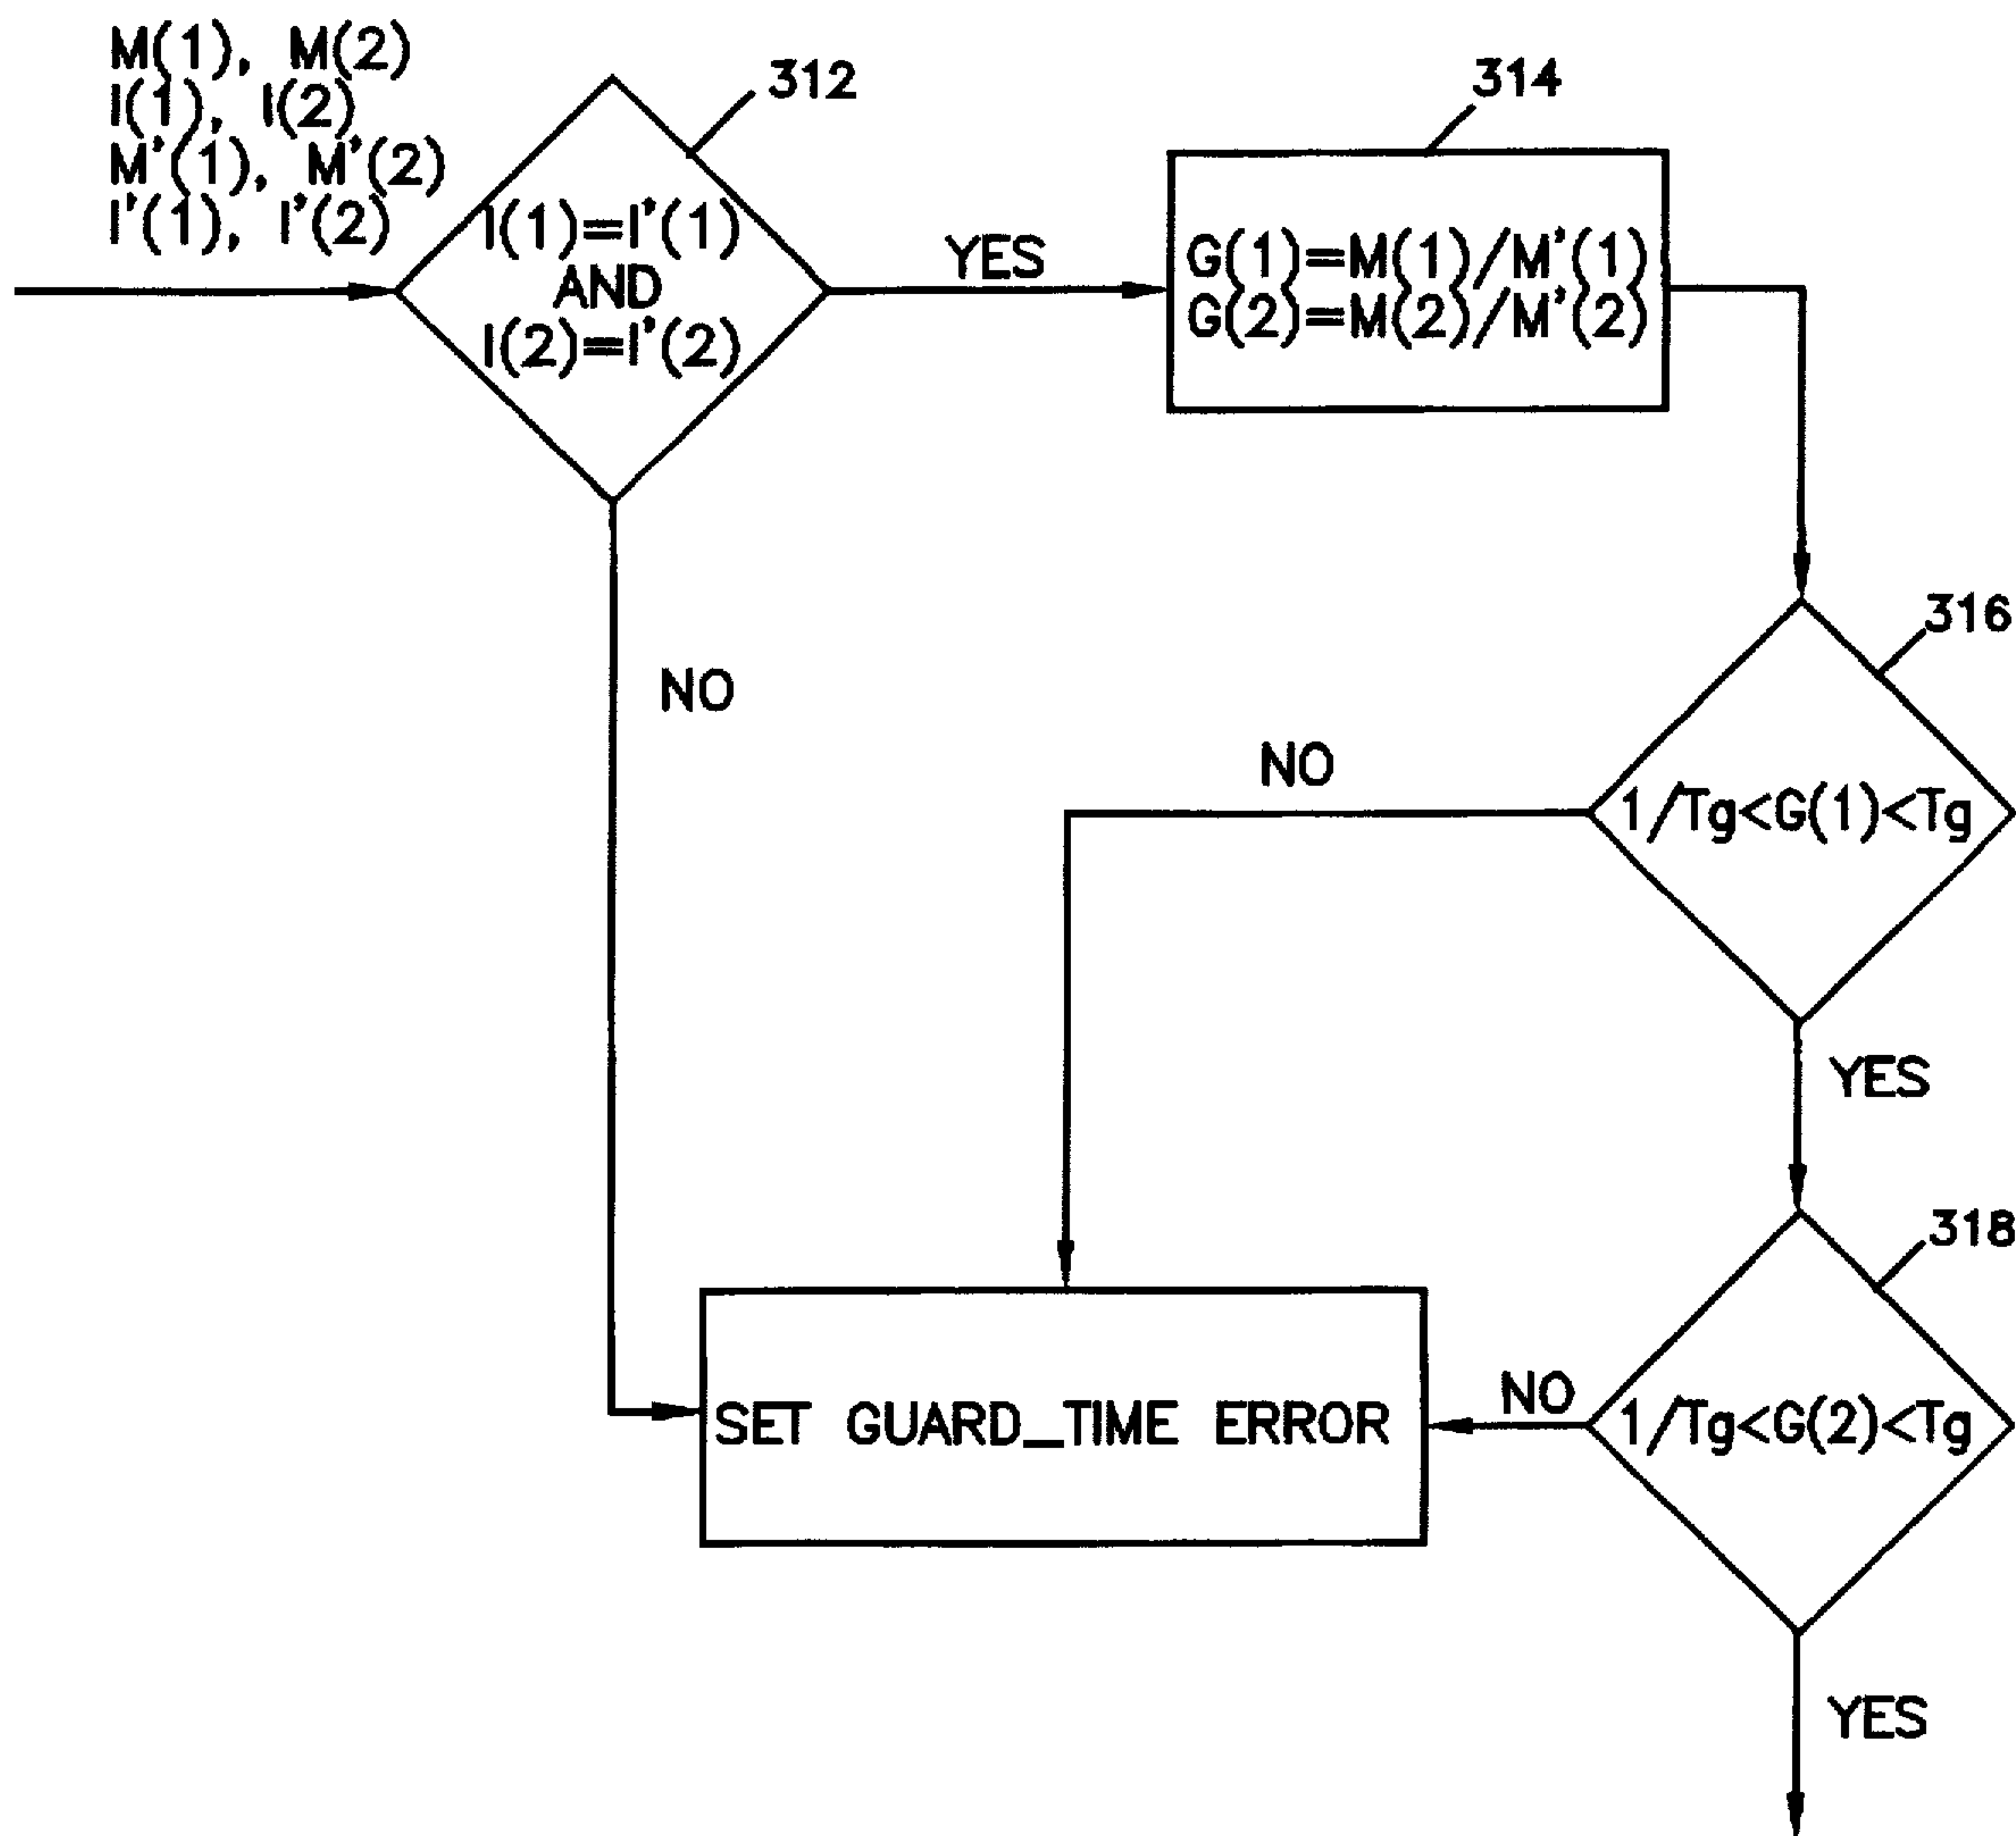 M(1), M(2)
I(1), I(2)
M'(1), M'(2)
I'(1), I'(2)
312
I(1)=I'(1)
AND
I(2)=I'(2)
YES
314
G(1)=M(1)/M'(1)
G(2)=M(2)/M'(2)
NO
316
1/Tg<G(1)<Tg
NO
YES
318
1/Tg<G(2)<Tg
NO
SET GUARD_TIME ERROR
YES